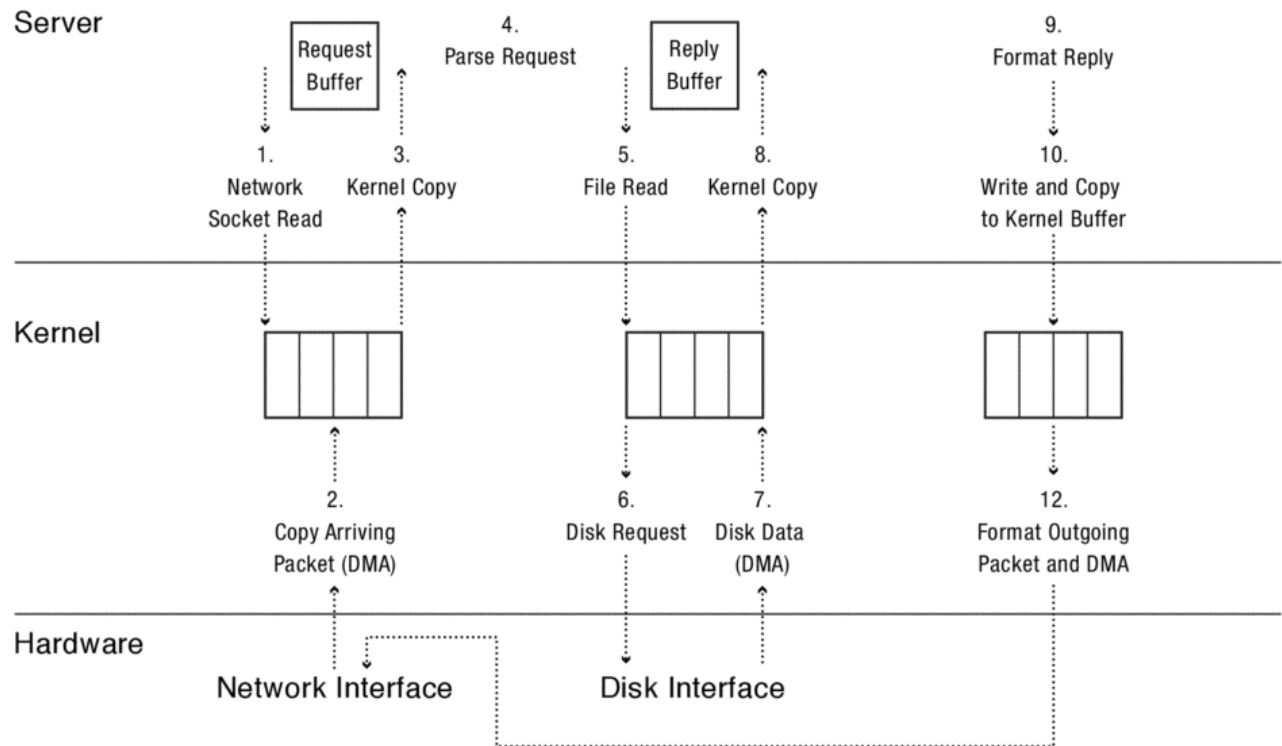 Server
Request
Buffer
4.
Parse Request
Reply
Buffer
9.
Format Reply
1.
Network
Socket Read
3.
Kernel Copy
5.
File Read
8.
Kernel Copy
10.
Write and Copy
to Kernel Buffer
Kernel
2.
Copy Arriving
Packet (DMA)
6.
Disk Request
7.
Disk Data
(DMA)
12.
Format Outgoing
Packet and DMA
Hardware
Network Interface
Disk Interface